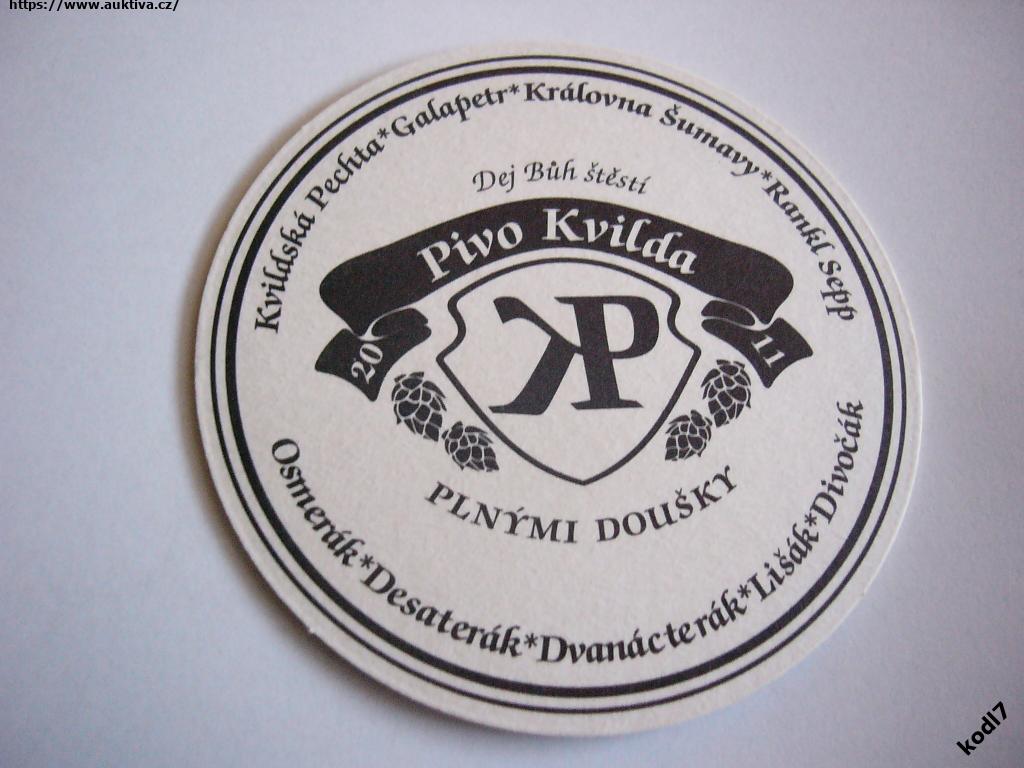 https://www.auktiva.cz/
Kvildská Pechta*Galapetr*Královna Šumavy*Rankl Sepp
Dej Bůh štěstí
Pivo Kvilda
20 11
KP
PLNÝMI DOUŠKY
Osmerák*Desaterák*Dvanácterák*Lišák*Divočák
kodl7